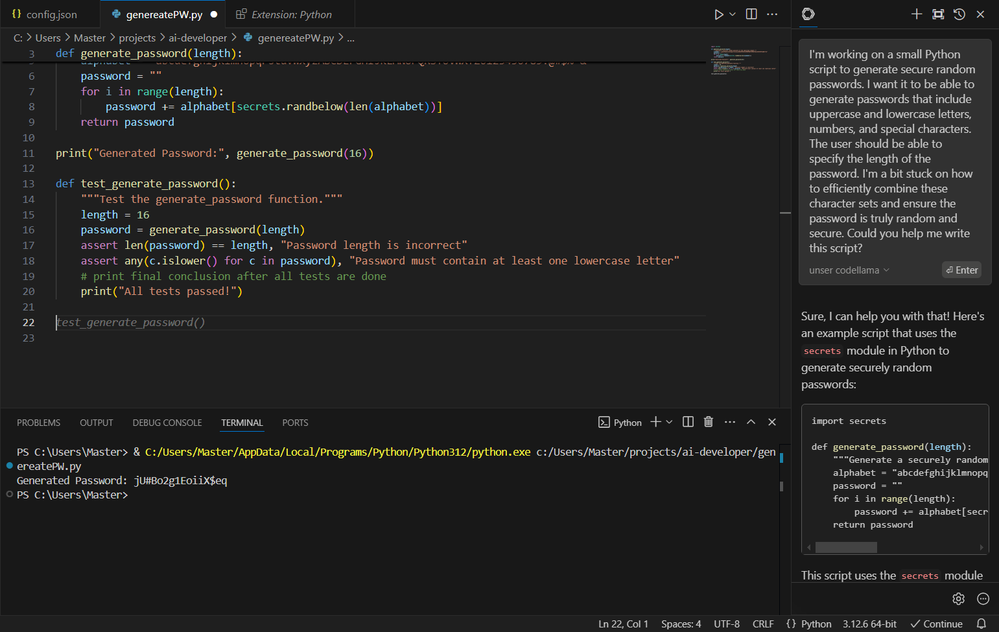 {} config.json
genereatePW.py
Extension: Python
C: > Users > Master > projects > ai-developer > genereatePW.py > ...
3 def generate_password(length):
6 password = ""
7 for i in range(length):
8 password += alphabet[secrets.randbelow(len(alphabet))]
9 return password
10
11 print("Generated Password:", generate_password(16))
12
13 def test_generate_password():
14 """Test the generate_password function."""
15 length = 16
16 password = generate_password(length)
17 assert len(password) == length, "Password length is incorrect"
18 assert any(c.islower() for c in password), "Password must contain at least one lowercase letter"
19 # print final conclusion after all tests are done
20 print("All tests passed!")
21
22 test_generate_password()
23
PROBLEMS OUTPUT DEBUG CONSOLE TERMINAL PORTS
Python
PS C:\Users\Master> & C:/Users/Master/AppData/Local/Programs/Python/Python312/python.exe c:/Users/Master/projects/ai-developer/gen
ereatePW.py
Generated Password: jU#Bo2g1EoiiX$eq
PS C:\Users\Master>
I'm working on a small Python
script to generate secure random
passwords. I want it to be able to
generate passwords that include
uppercase and lowercase letters,
numbers, and special characters.
The user should be able to
specify the length of the
password. I'm a bit stuck on how
to efficiently combine these
character sets and ensure the
password is truly random and
secure. Could you help me write
this script?
unser codellama
⏎ Enter
Sure, I can help you with that! Here's
an example script that uses the
secrets module in Python to
generate securely random
passwords:
import secrets
def generate_password(length):
"""Generate a securely random
alphabet = "abcdefghijklmnopq
password = ""
for i in range(length):
password += alphabet[secr
return password
This script uses the secrets module
Ln 22, Col 1 Spaces: 4 UTF-8 CRLF {} Python 3.12.6 64-bit ✓ Continue